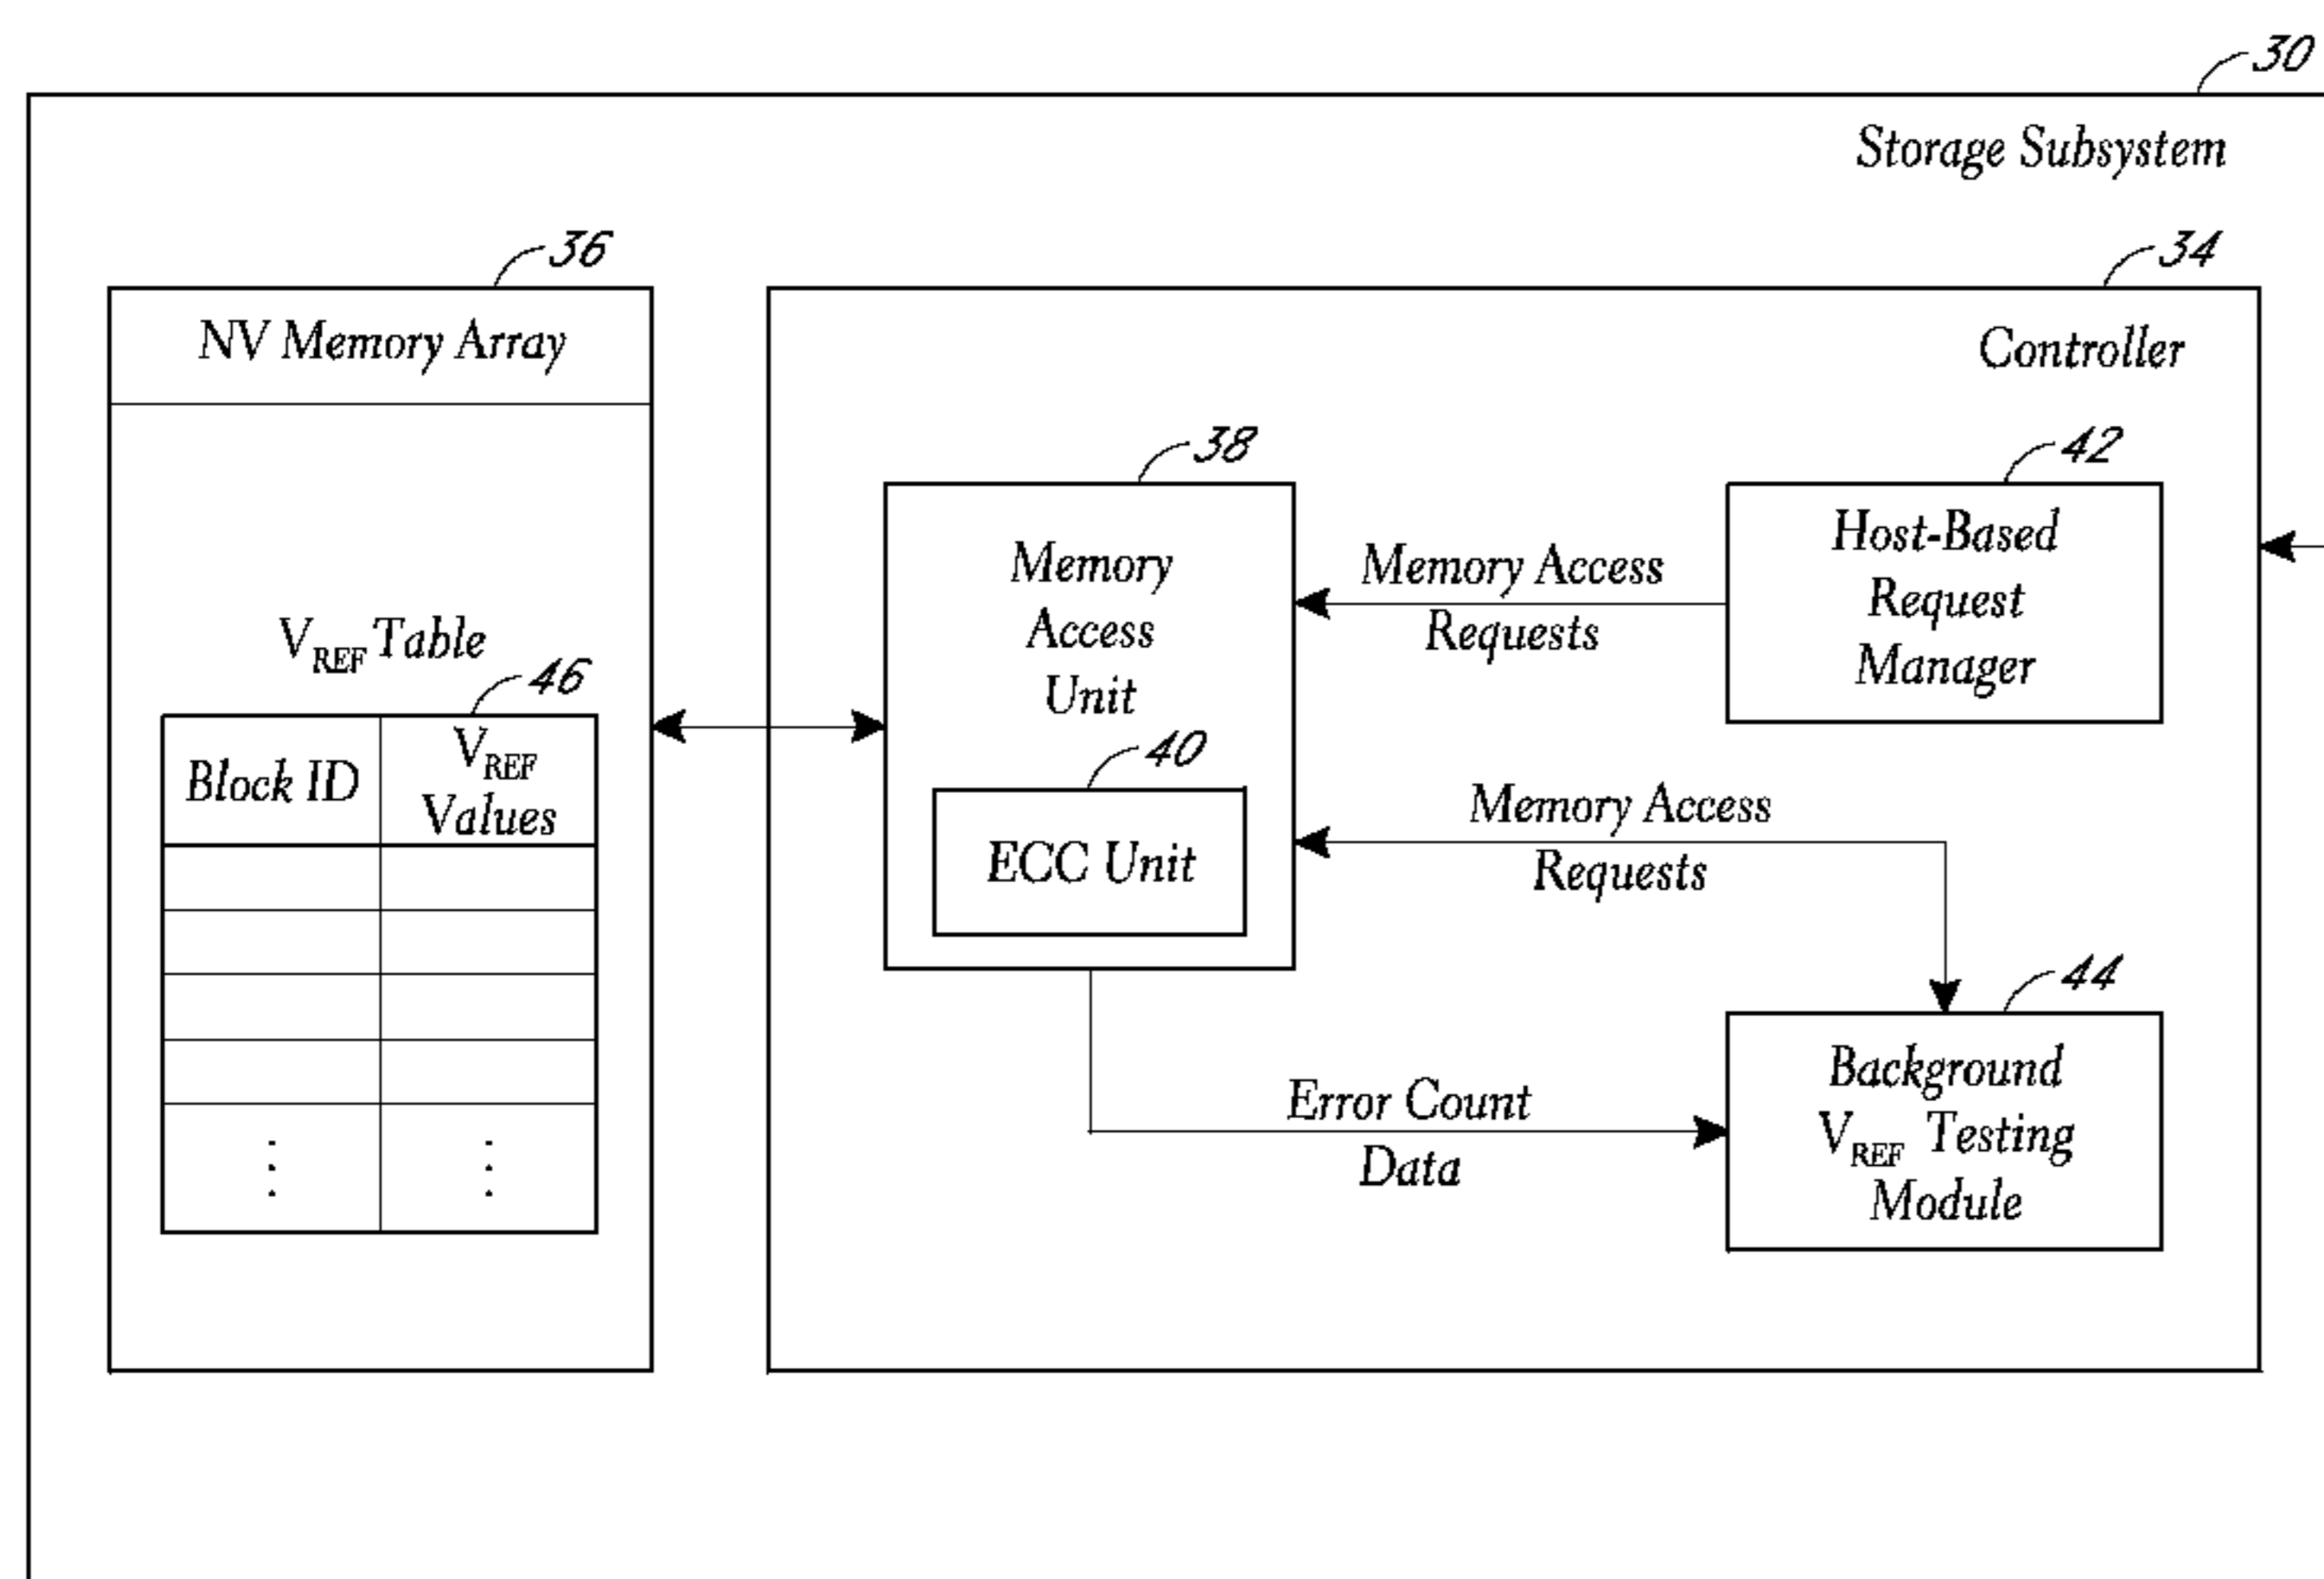 30
Storage Subsystem
36
NV Memory Array
VREF Table
46
Block ID
VREF
Values
34
Controller
38
Memory
Access
Unit
40
ECC Unit
42
Host-Based
Request
Manager
Memory Access
Requests
Memory Access
Requests
44
Background
VREF Testing
Module
Error Count
Data